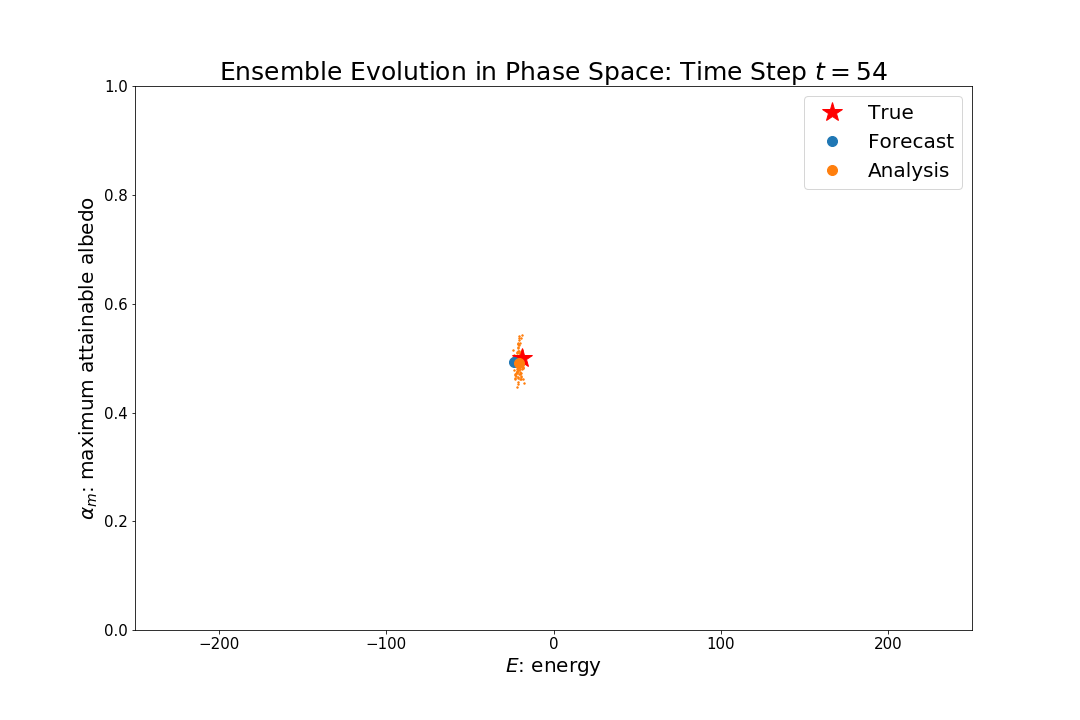 Ensemble Evolution in Phase Space: Time Step t = 54
True
Forecast
Analysis
α_m: maximum attainable albedo
1.0
0.8
0.6
0.4
0.2
0.0
−200
−100
0
100
200
E: energy